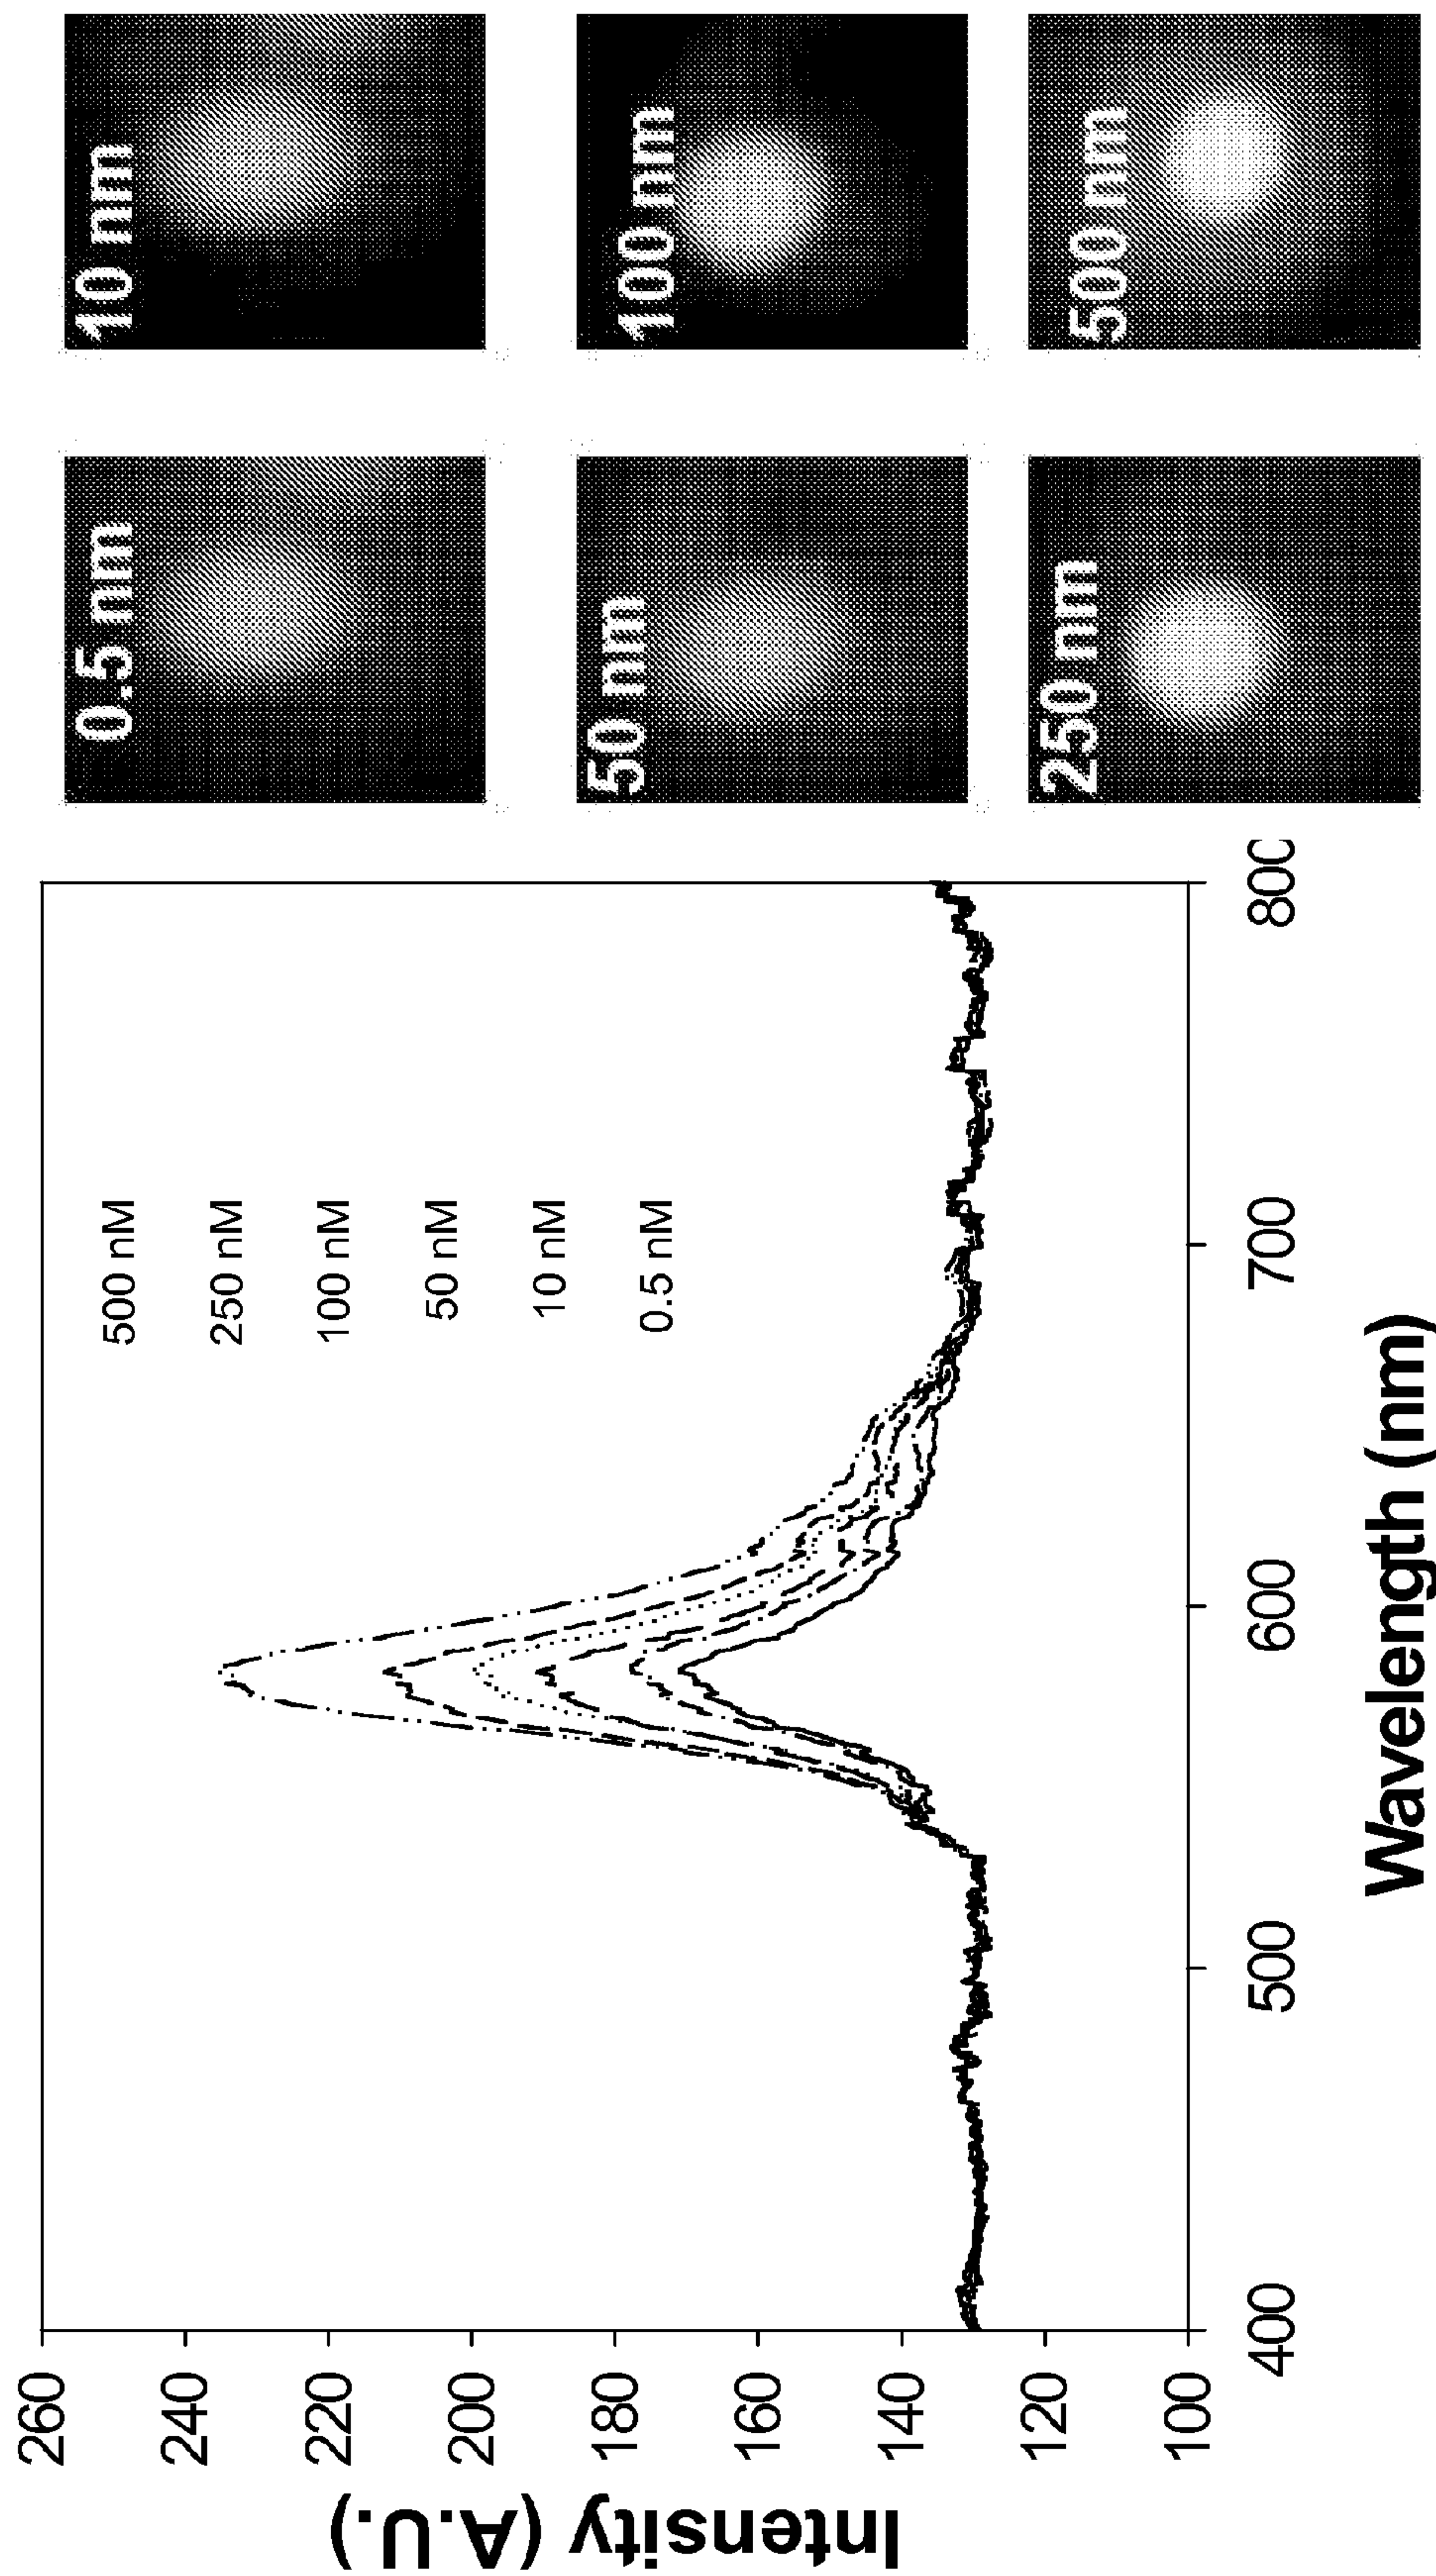 Intensity (A.U.)
260
240
220
200
180
160
140
120
100
500 nM
250 nM
100 nM
50 nM
10 nM
0.5 nM
400
500
600
700
800
Wavelength (nm)
0.5 nm
10 nm
50 nm
100 nm
250 nm
500 nm